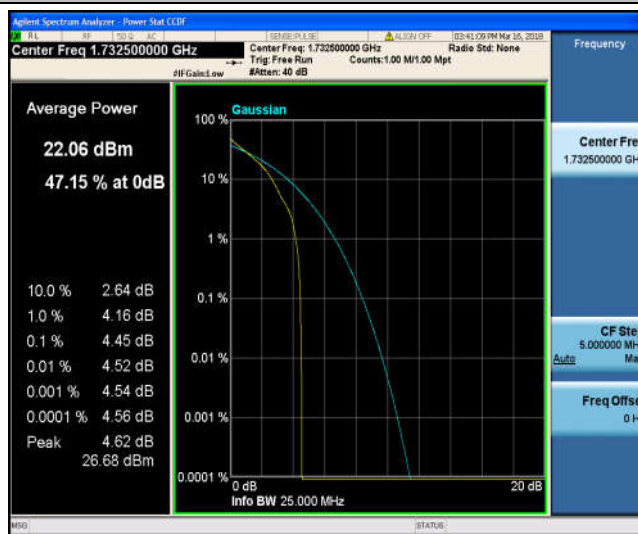 Agilent Spectrum Analyzer - Power Stat CCDF
RL RF 50 Ω AC SENSE:PULSE ALIGN OFF 03:41:09 PM Mar 16, 2018
Center Freq 1.732500000 GHz
Center Freq: 1.732500000 GHz Radio Std: None
Trig: Free Run Counts:1.00 M/1.00 Mpt
#IFGain:Low #Atten: 40 dB
Frequency
Average Power
22.06 dBm
47.15 % at 0dB
10.0 % 2.64 dB
1.0 % 4.16 dB
0.1 % 4.45 dB
0.01 % 4.52 dB
0.001 % 4.54 dB
0.0001 % 4.56 dB
Peak 4.62 dB
26.68 dBm
Gaussian
100 %
10 %
1 %
0.1 %
0.01 %
0.001 %
0.0001 %
0 dB 20 dB
Info BW 25.000 MHz
Center Fre
1.732500000 GH
CF Ste
5.000000 MH
Auto Ma
Freq Offse
0 H
MSG STATUS